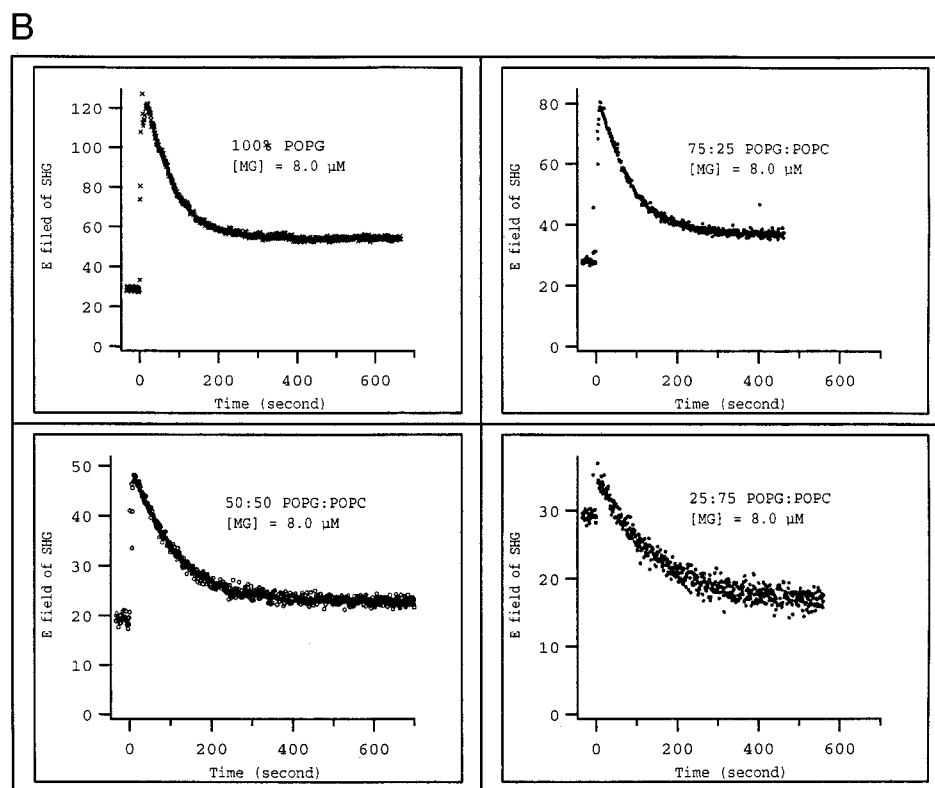 B
100% POPG
[MG] = 8.0 µM
E filed of SHG
120
100
80
60
40
20
0
0 200 400 600
Time (second)
75:25 POPG:POPC
[MG] = 8.0 µM
E field of SHG
80
60
40
20
0
0 200 400 600
Time (second)
50:50 POPG:POPC
[MG] = 8.0 µM
E field of SHG
50
40
30
20
10
0
0 200 400 600
Time (second)
25:75 POPG:POPC
[MG] = 8.0 µM
E field of SHG
30
20
10
0
0 200 400 600
Time (second)